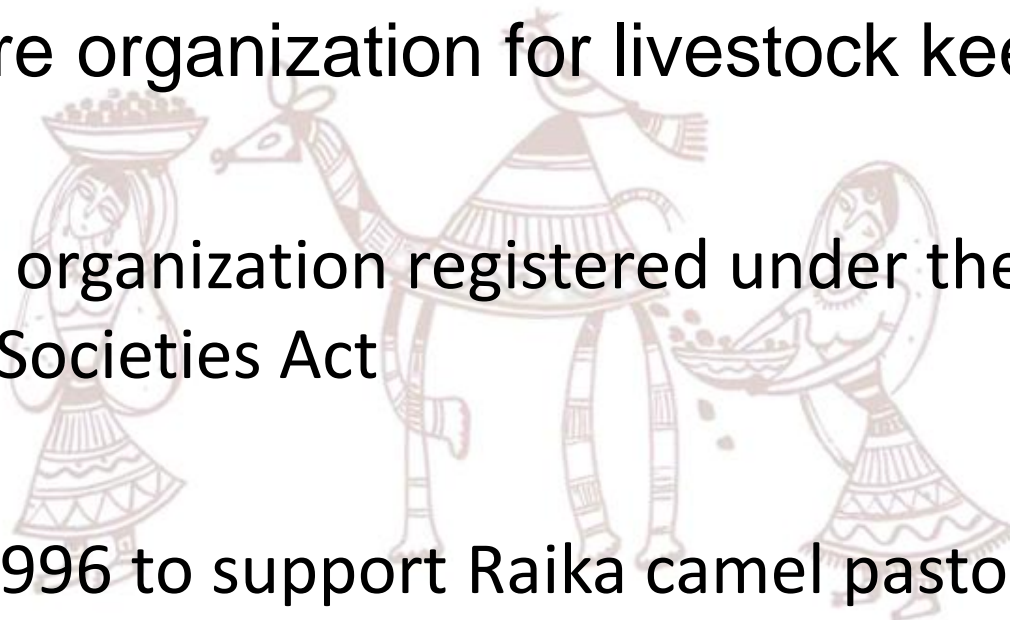 re organization for livestock kee
organization registered under the
Societies Act
996 to support Raika camel pasto